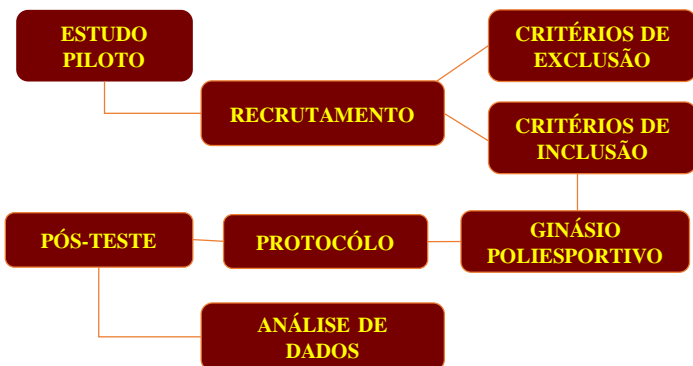 ESTUDO
PILOTO
RECRUTAMENTO
CRITÉRIOS DE
EXCLUSÃO
CRITÉRIOS DE
INCLUSÃO
GINÁSIO
POLIESPORTIVO
PROTOCÓLO
PÓS-TESTE
ANÁLISE DE
DADOS